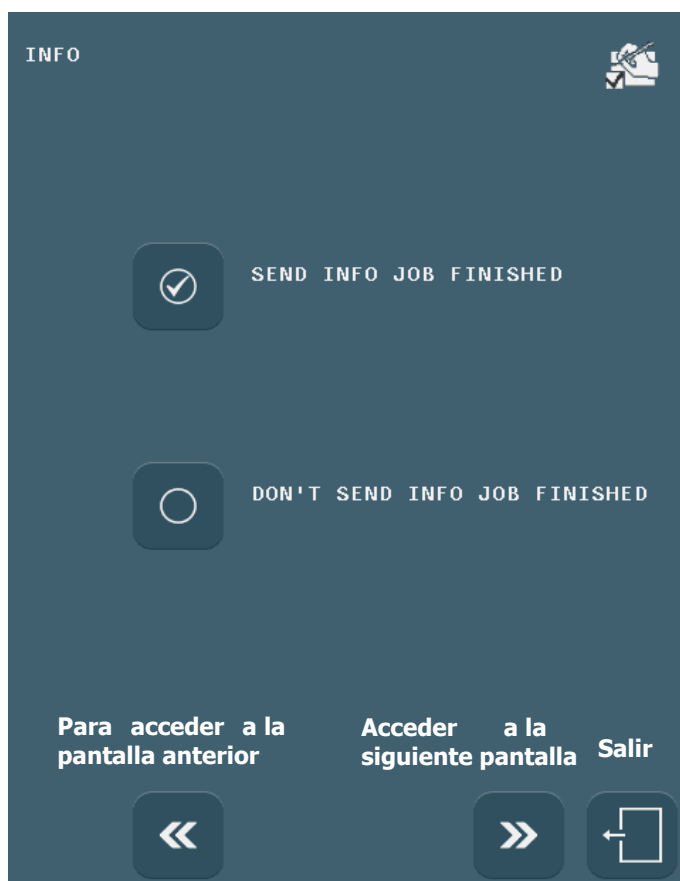 INFO
SEND INFO JOB FINISHED
DON'T SEND INFO JOB FINISHED
Para acceder a la
pantalla anterior
Acceder a la
siguiente pantalla
Salir